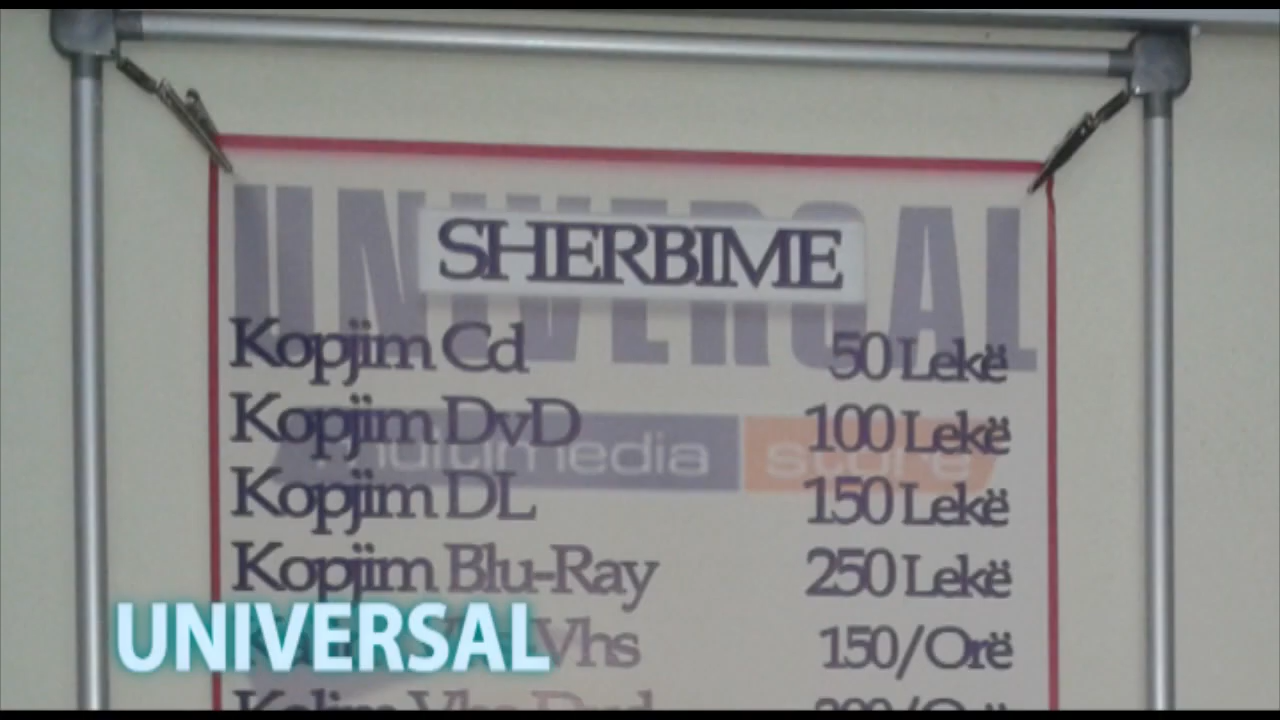 UNIVERSAL
SHERBIME
Kopjim Cd 50 Lekë
Kopjim DvD 100 Lekë
multimedia store
Kopjim DL 150 Lekë
Kopjim Blu-Ray 250 Lekë
Vhs 150/Orë
UNIVERSAL